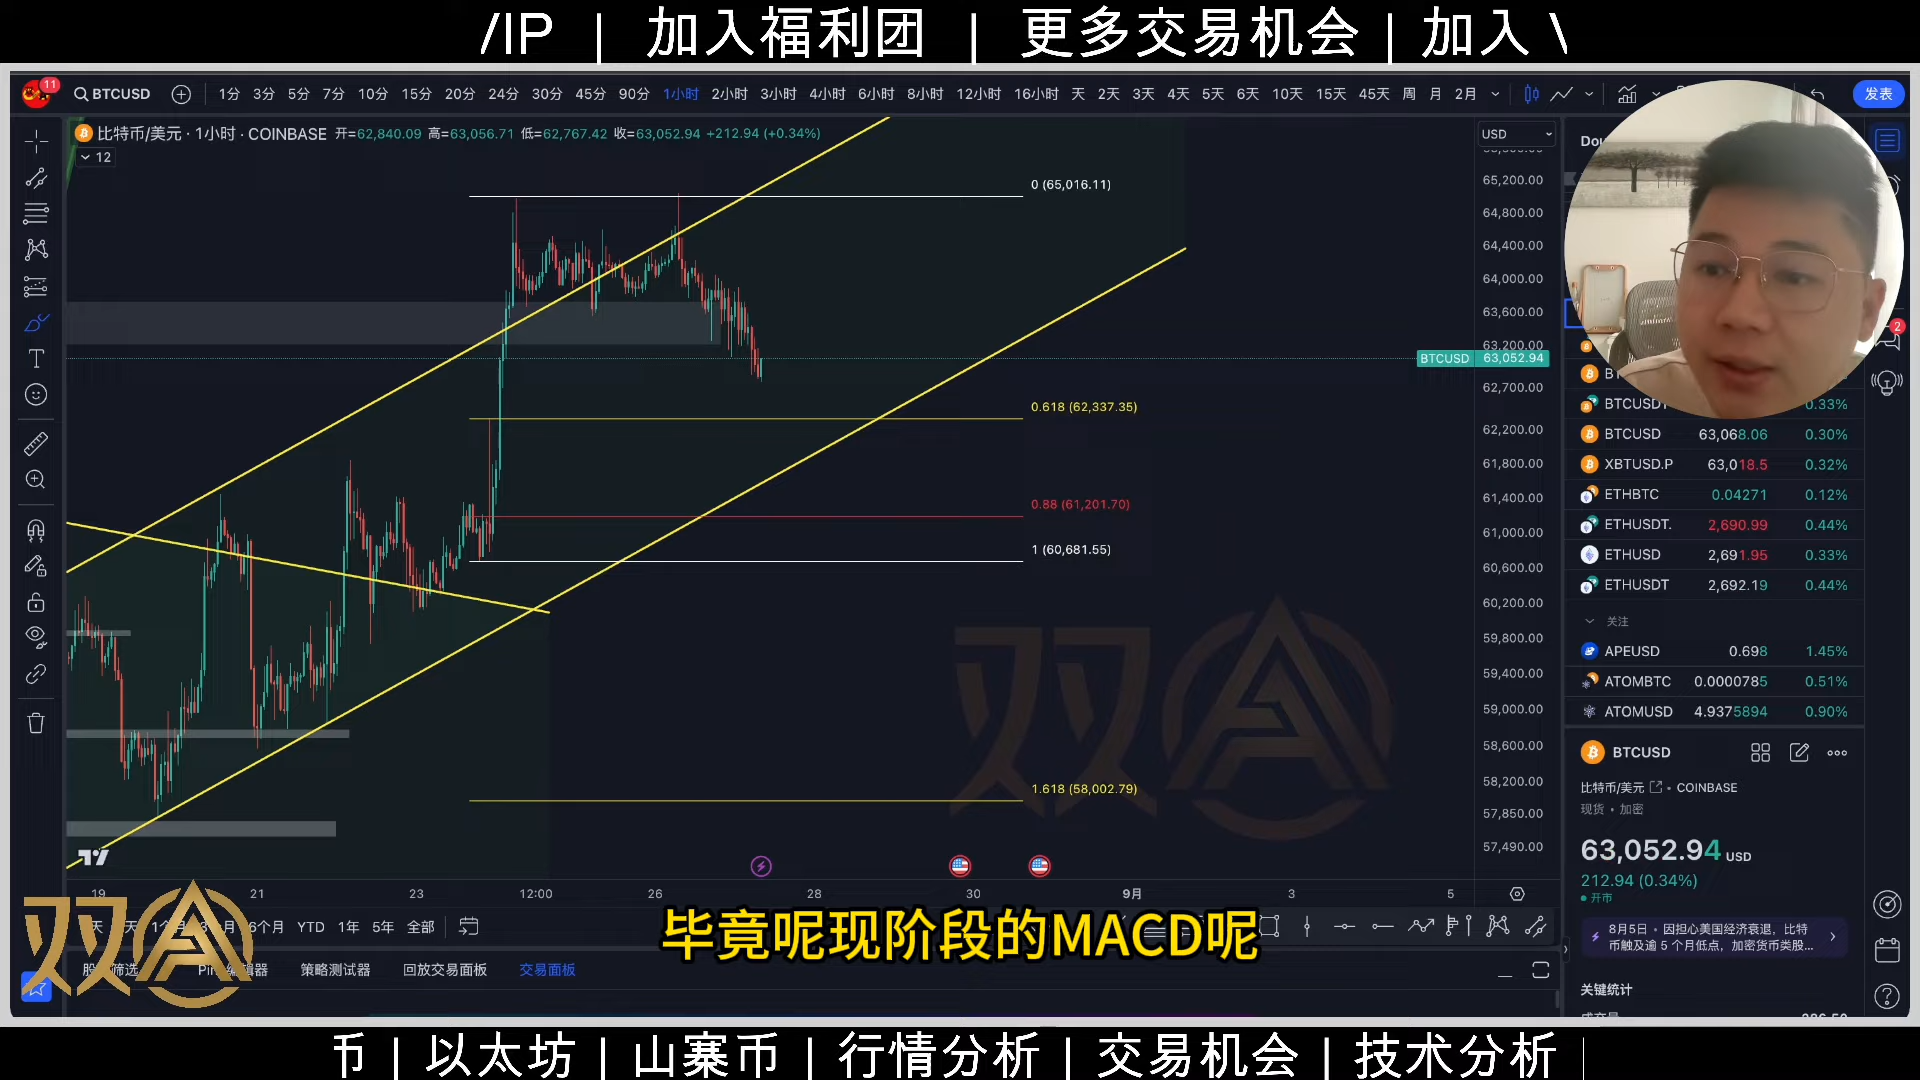 VIP | 加入福利团 | 更多交易机会 | 加入
11
BTCUSD 1分 3分 5分 7分 10分 15分 20分 24分 30分 45分 90分 1小时 2小时 3小时 4小时 6小时 8小时 12小时 16小时 天 2天 3天 4天 5天 6天 10天 15天 45天 周 月 2月
发表
比特币/美元 · 1小时 · COINBASE 开=62,840.09 高=63,056.71 低=62,767.42 收=63,052.94 +212.94 (+0.34%)
12
USD
0 (65,016.11)
0.618 (62,337.35)
0.88 (61,201.70)
1 (60,681.55)
1.618 (58,002.79)
65,200.00
64,800.00
64,400.00
64,000.00
63,600.00
63,200.00
BTCUSD 63,052.94
62,700.00
62,200.00
61,800.00
61,400.00
61,000.00
60,600.00
60,200.00
59,800.00
59,400.00
59,000.00
58,600.00
58,200.00
57,850.00
57,490.00
双A
19 21 23 12:00 26 28 30 9月 3 5
6个月 YTD 1年 5年 全部
策略测试器 回放交易面板 交易面板
双A
毕竟呢现阶段的MACD呢
Dou
2
BTCUSDT 0.33%
BTCUSD 63,068.06 0.30%
XBTUSD.P 63,018.5 0.32%
ETHBTC 0.04271 0.12%
ETHUSDT. 2,690.99 0.44%
ETHUSD 2,691.95 0.33%
ETHUSDT 2,692.19 0.44%
关注
APEUSD 0.698 1.45%
ATOMBTC 0.0000785 0.51%
ATOMUSD 4.9375894 0.90%
BTCUSD
比特币/美元 • COINBASE
现货 • 加密
63,052.94 USD
212.94 (0.34%)
开市
8月5日 • 因担心美国经济衰退，比特
币触及逾 5 个月低点，加密货币类股...
关键统计
币 | 以太坊 | 山寨币 | 行情分析 | 交易机会 | 技术分析